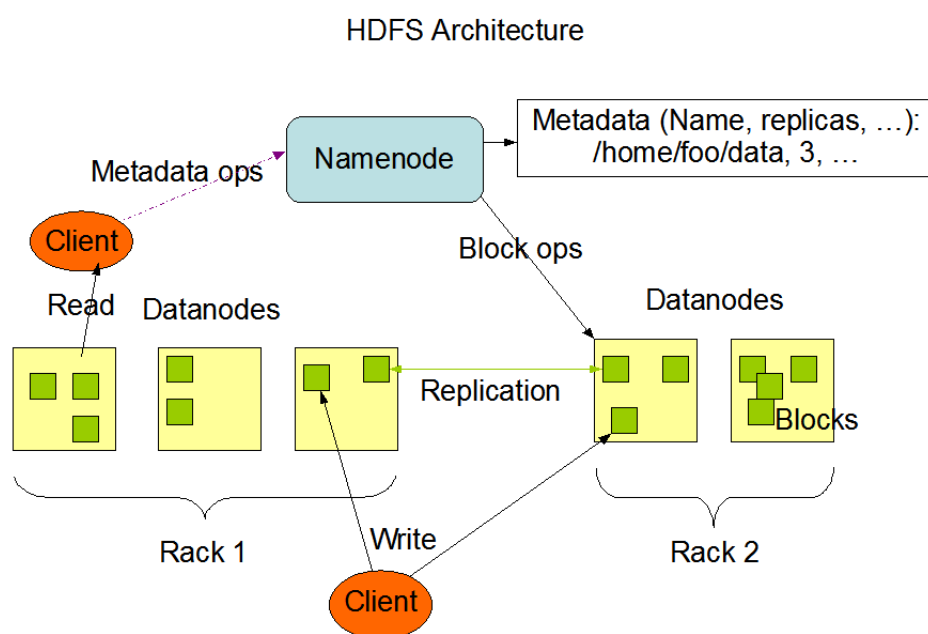 HDFS Architecture
Metadata (Name, replicas, …):
/home/foo/data, 3, …
Namenode
Metadata ops
Client
Block ops
Read
Datanodes
Datanodes
Replication
Blocks
Rack 1
Write
Rack 2
Client